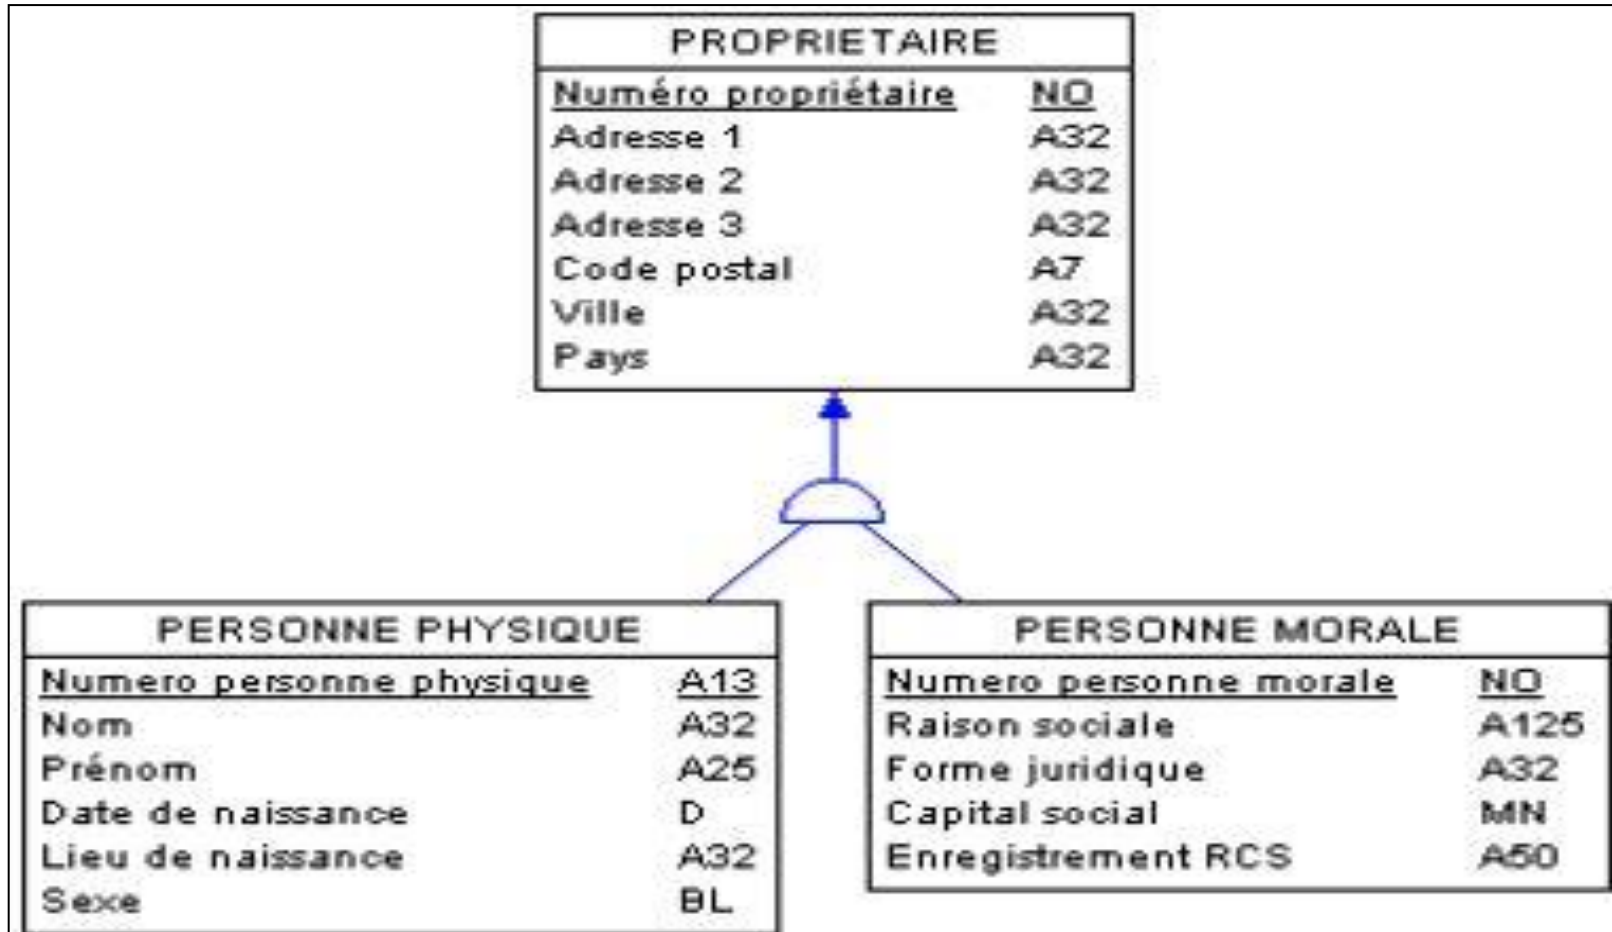 PROPRIETAIRE
Numéro propriétaire NO
Adresse 1 A32
Adresse 2 A32
Adresse 3 A32
Code postal A7
Ville A32
Pays A32
PERSONNE PHYSIQUE
Numero personne physique A13
Nom A32
Prénom A25
Date de naissance D
Lieu de naissance A32
Sexe BL
PERSONNE MORALE
Numero personne morale NO
Raison sociale A125
Forme juridique A32
Capital social MN
Enregistrement RCS A50